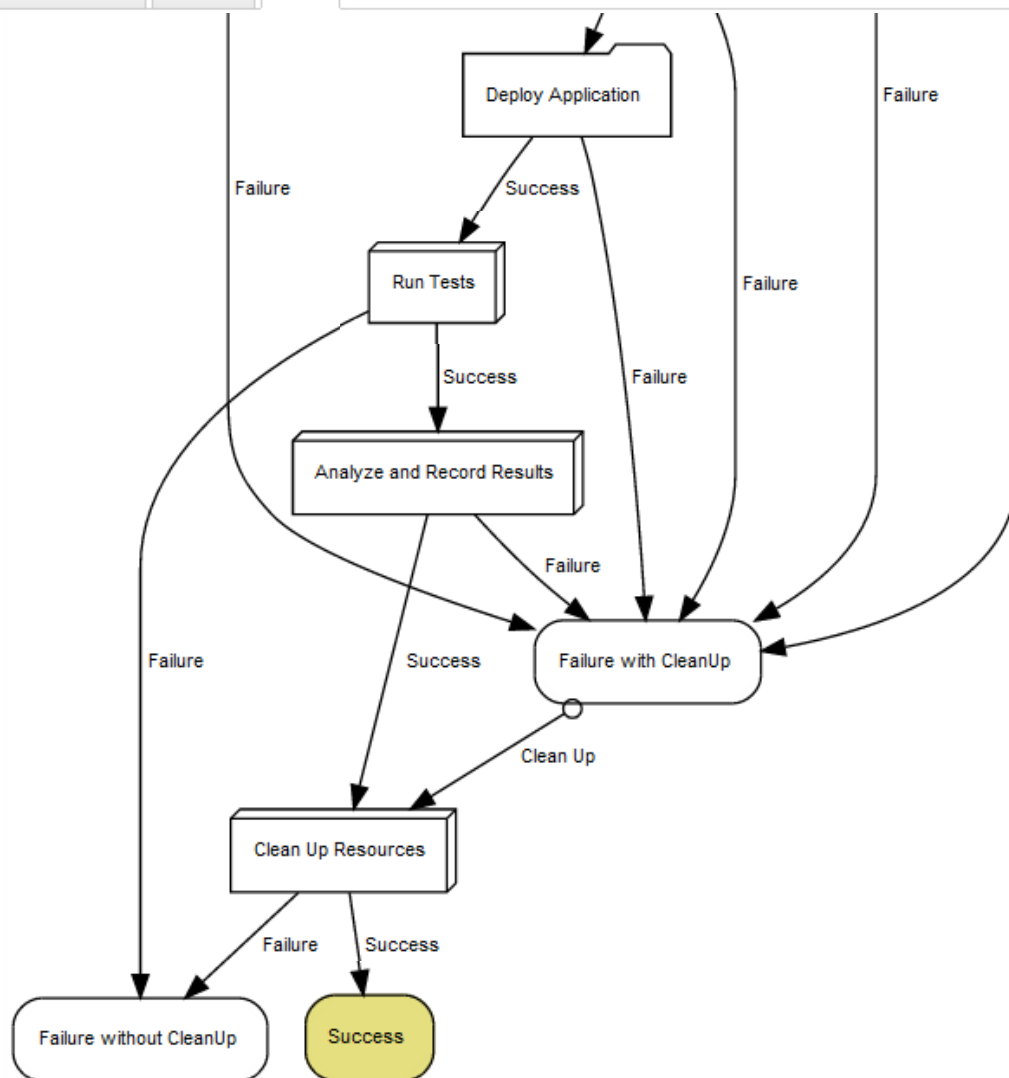 Deploy Application
Failure
Failure
Success
Run Tests
Failure
Success
Failure
Analyze and Record Results
Failure
Failure
Success
Failure with CleanUp
Clean Up
Clean Up Resources
Failure
Success
Failure without CleanUp
Success